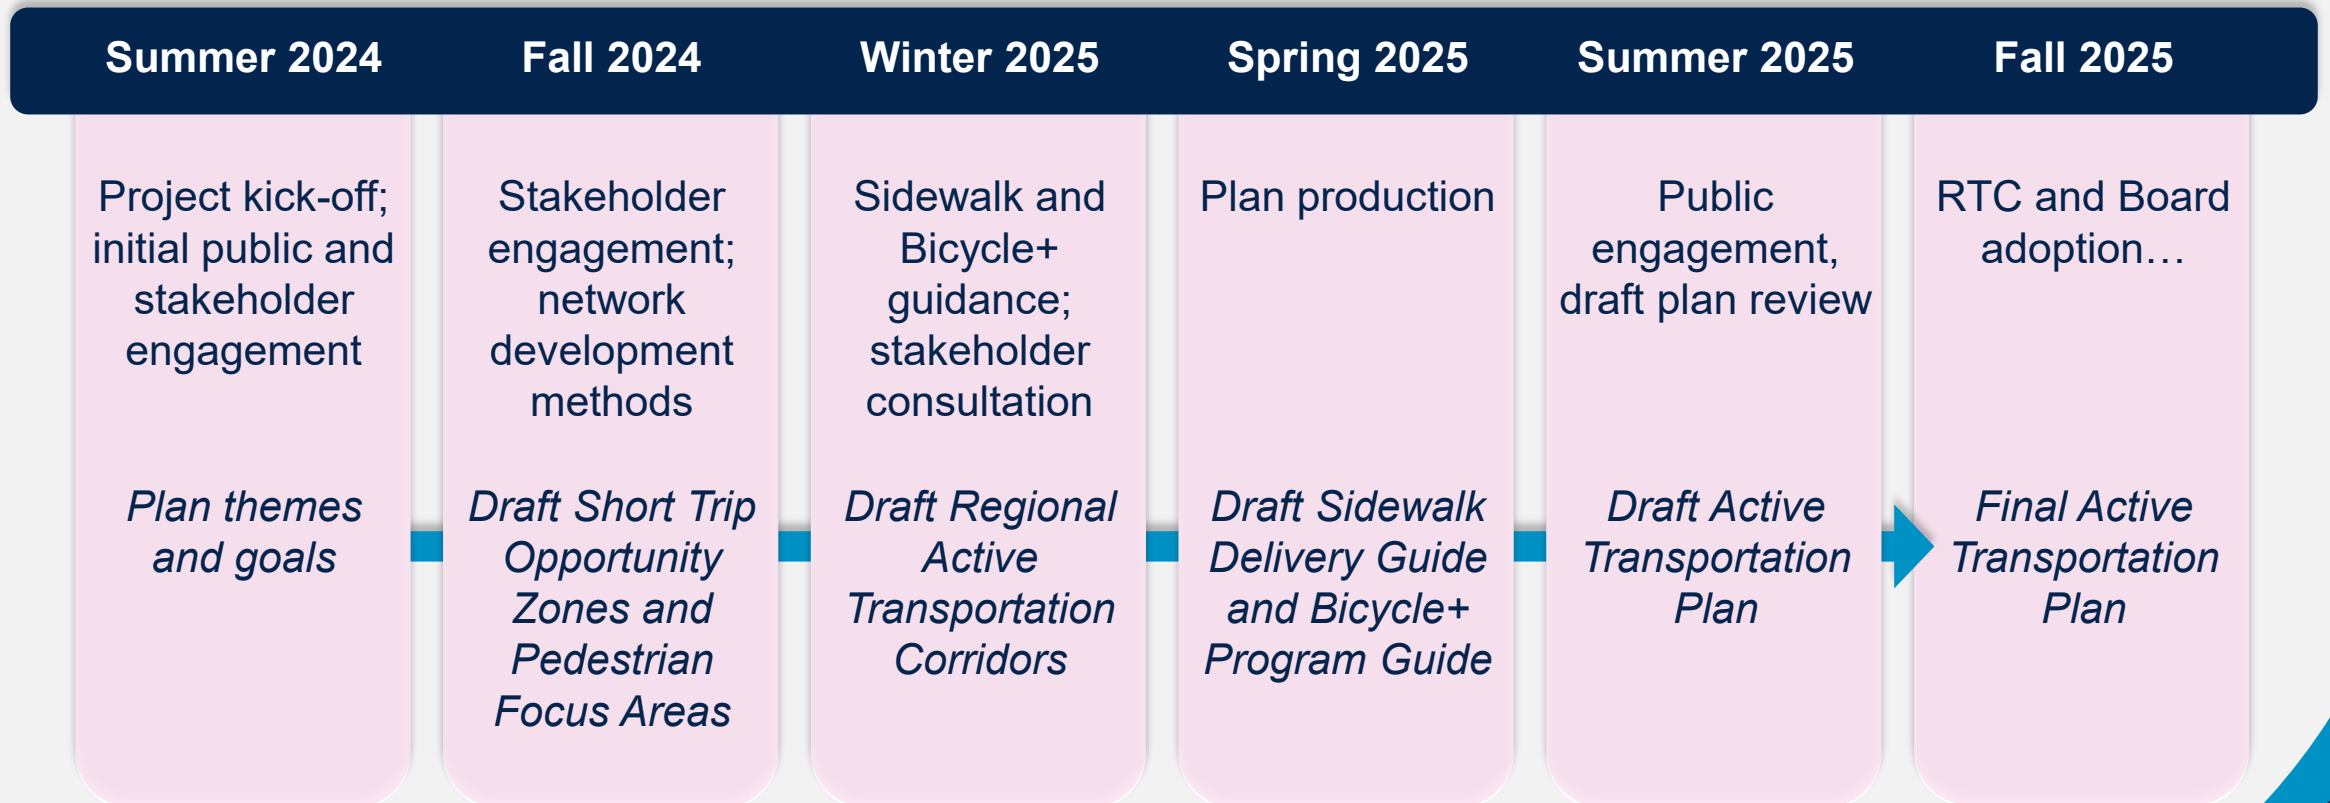 Summer 2024
Fall 2024
Winter 2025
Spring 2025
Summer 2025
Fall 2025
Project kick-off;
initial public and
stakeholder
engagement
Plan themes
and goals
Stakeholder
engagement;
network
development
methods
Draft Short Trip
Opportunity
Zones and
Pedestrian
Focus Areas
Sidewalk and
Bicycle+
guidance;
stakeholder
consultation
Draft Regional
Active
Transportation
Corridors
Plan production
Draft Sidewalk
Delivery Guide
and Bicycle+
Program Guide
Public
engagement,
draft plan review
Draft Active
Transportation
Plan
RTC and Board
adoption…
Final Active
Transportation
Plan